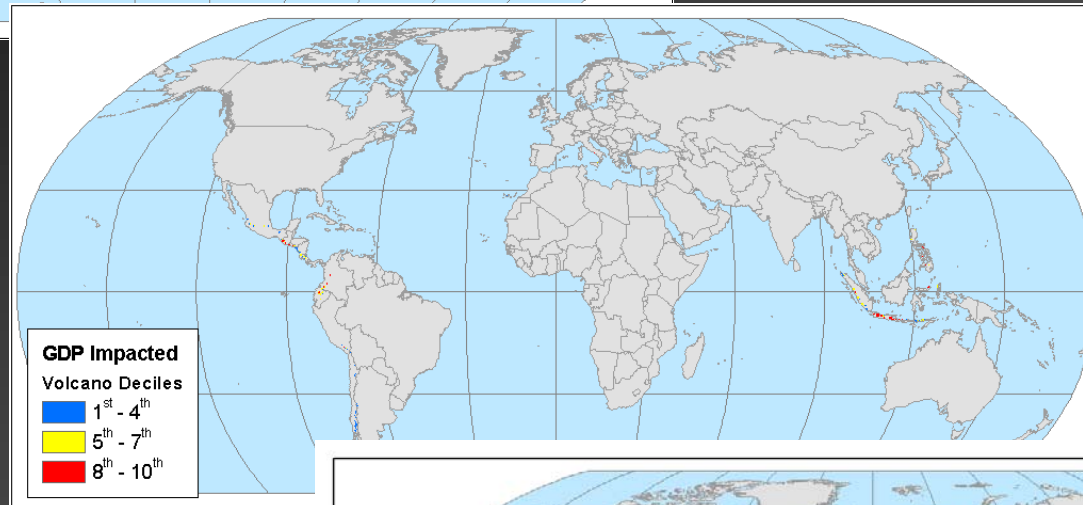 GDP Impacted
Volcano Deciles
1st - 4th
5th - 7th
8th - 10th